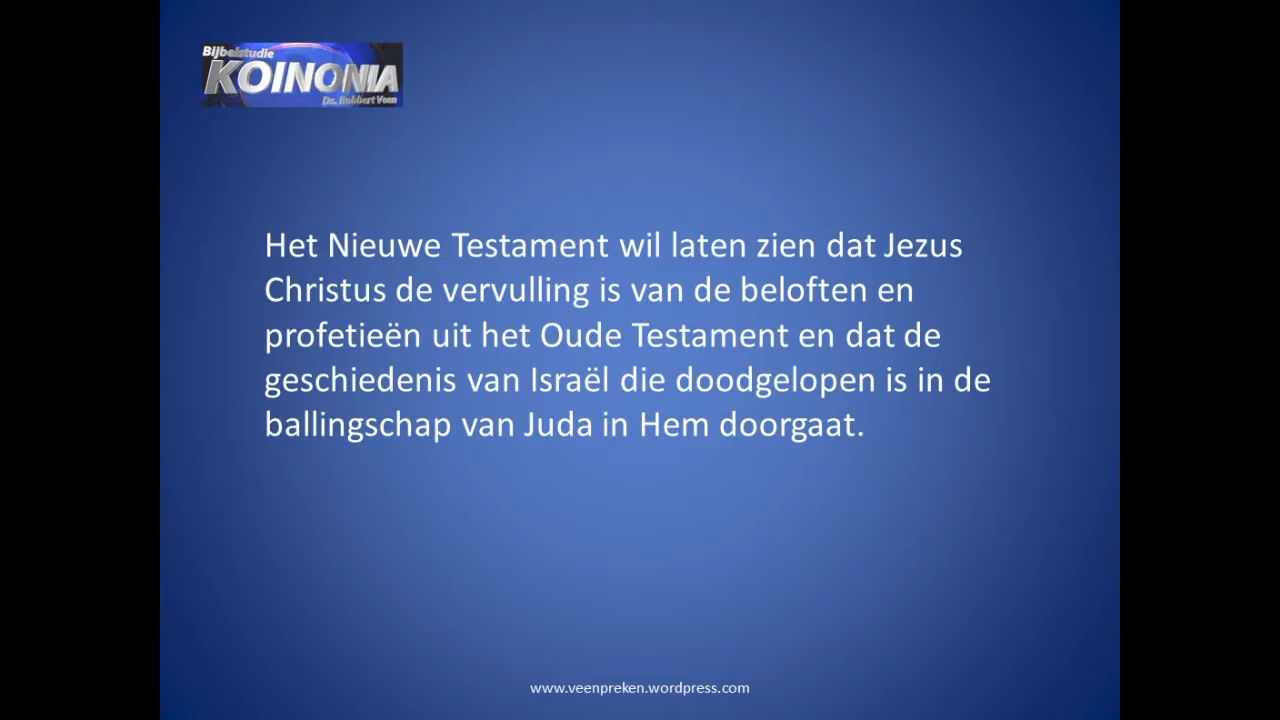 Bijbelstudie
KOINONIA
Ds. Robbert Veen
Het Nieuwe Testament wil laten zien dat Jezus
Christus de vervulling is van de beloften en
profetieën uit het Oude Testament en dat de
geschiedenis van Israël die doodgelopen is in de
ballingschap van Juda in Hem doorgaat.
www.veenpreken.wordpress.com